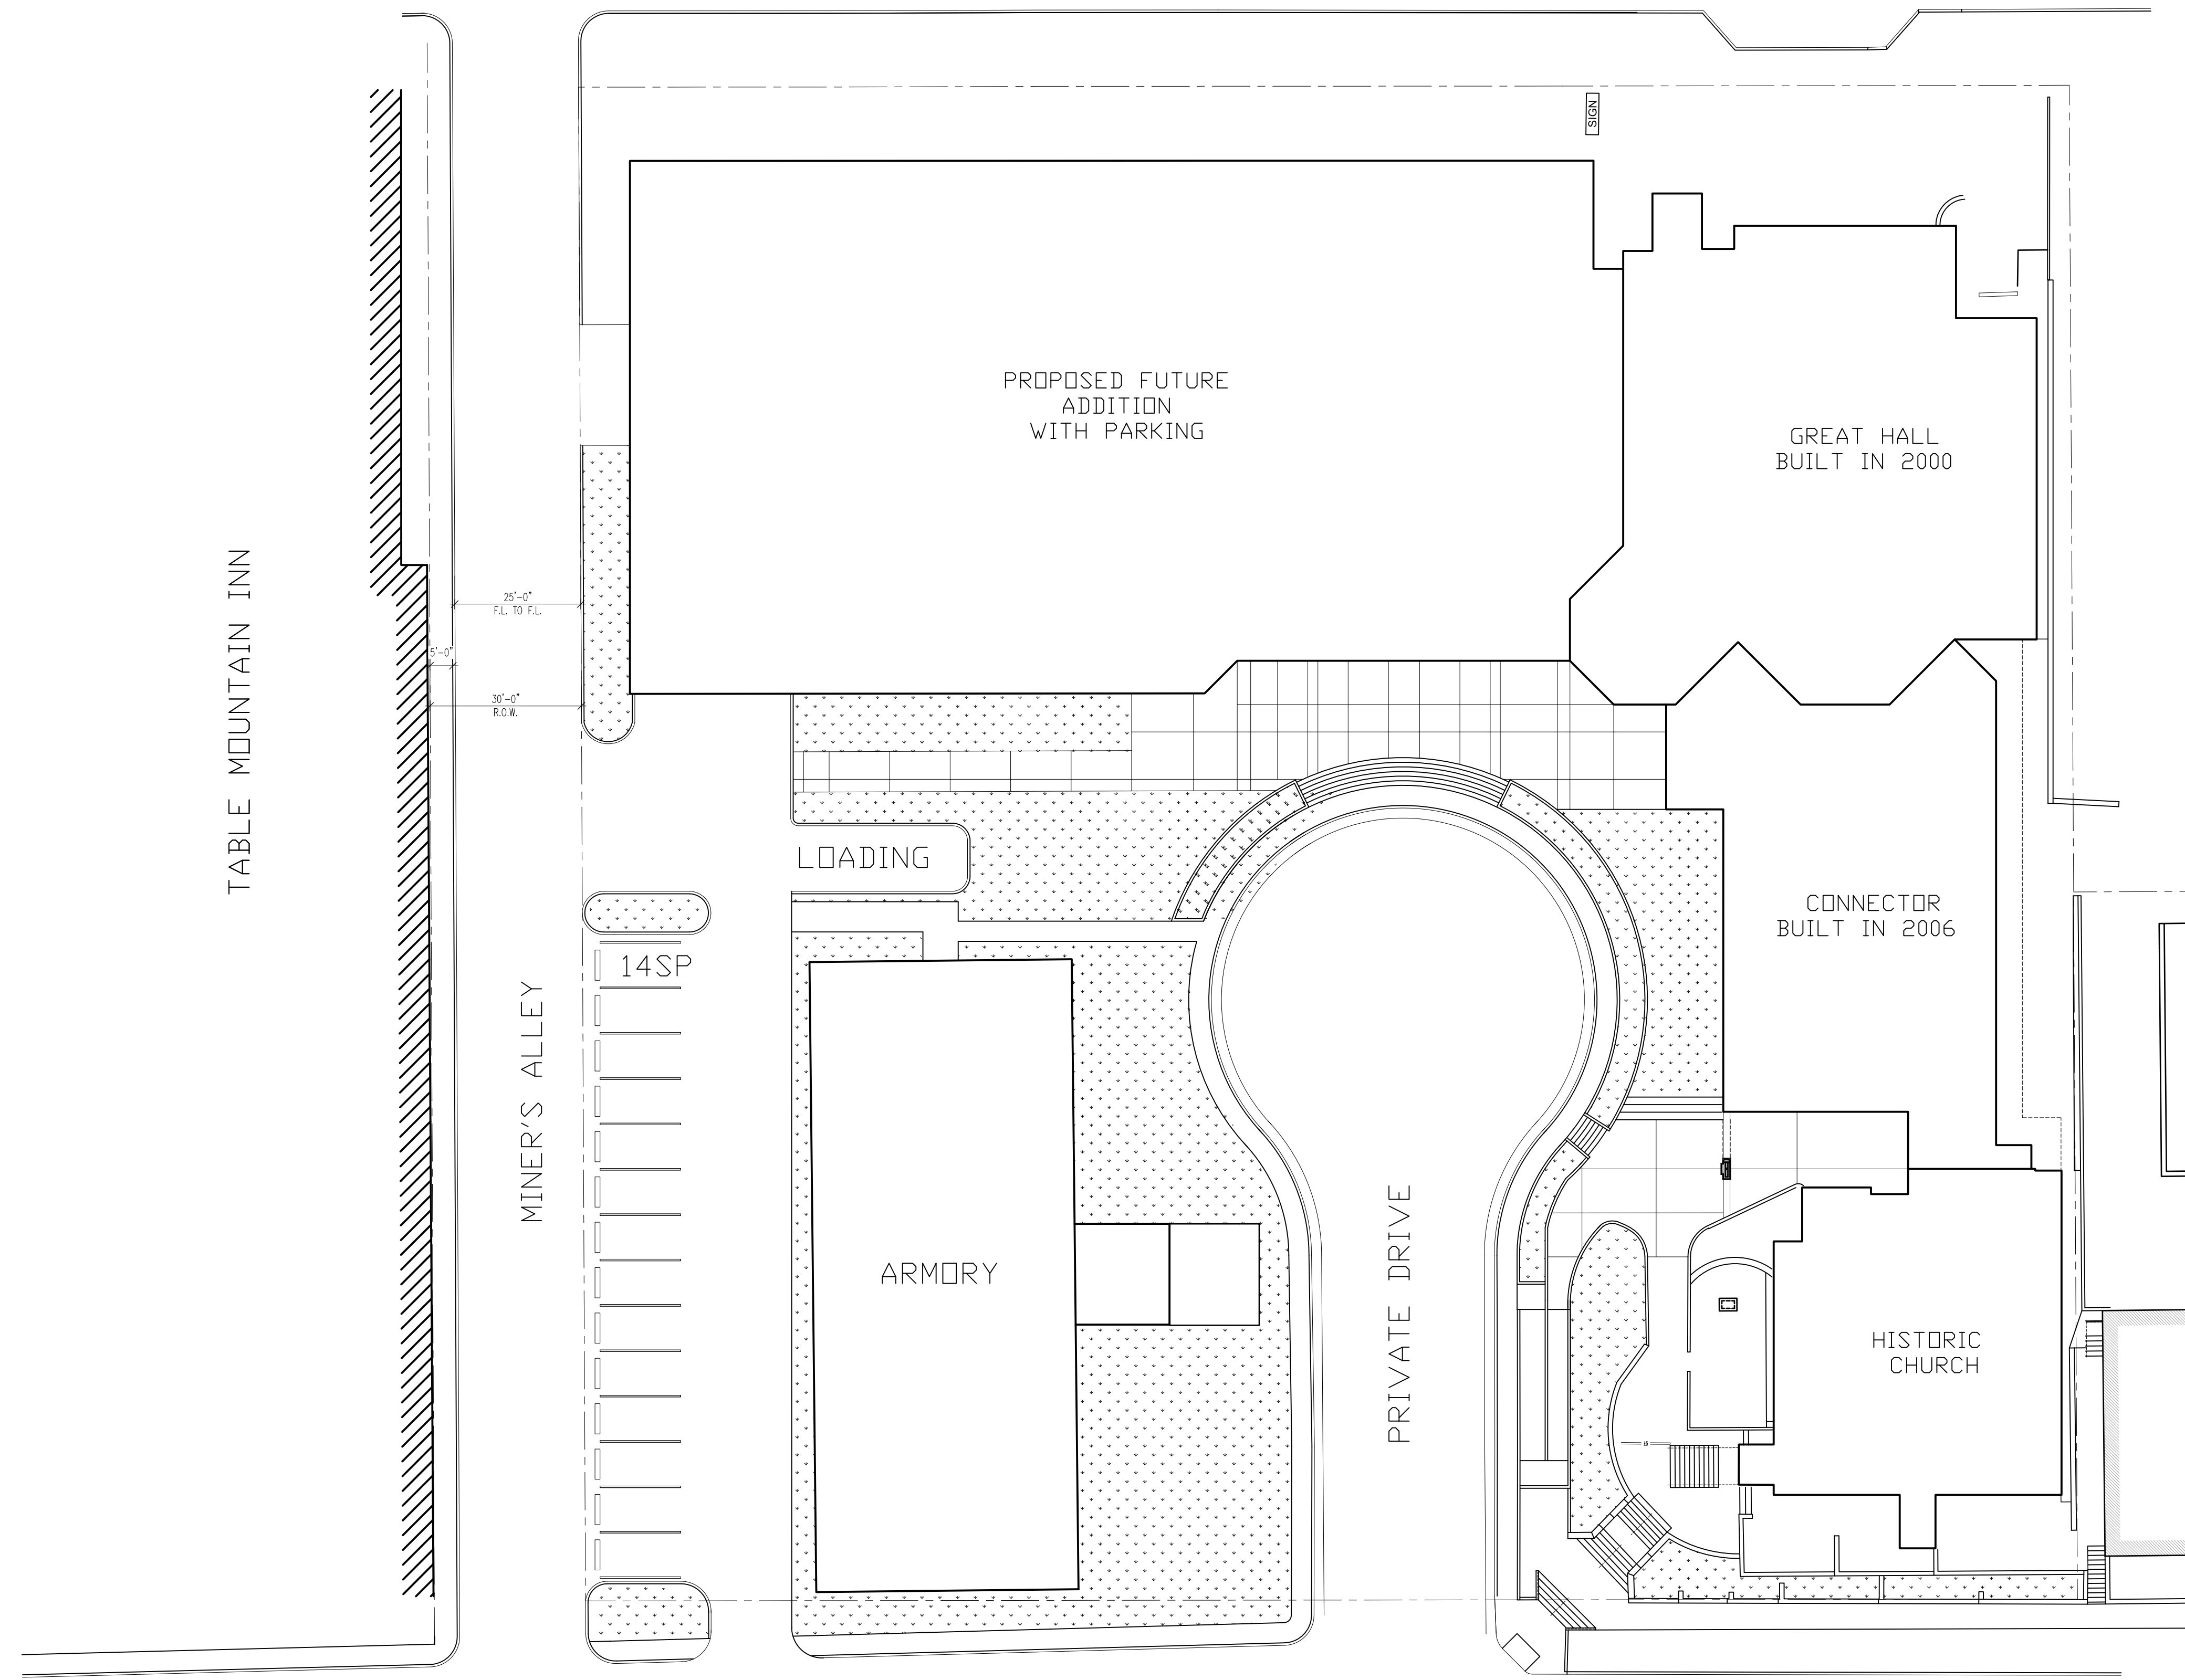 SIGN
PROPOSED FUTURE
ADDITION
WITH PARKING
GREAT HALL
BUILT IN 2000
TABLE MOUNTAIN INN
25'-0"
F.L. TO F.L.
5'-0"
30'-0"
R.O.W.
LOADING
CONNECTOR
BUILT IN 2006
14SP
MINER'S ALLEY
ARMORY
PRIVATE DRIVE
HISTORIC
CHURCH